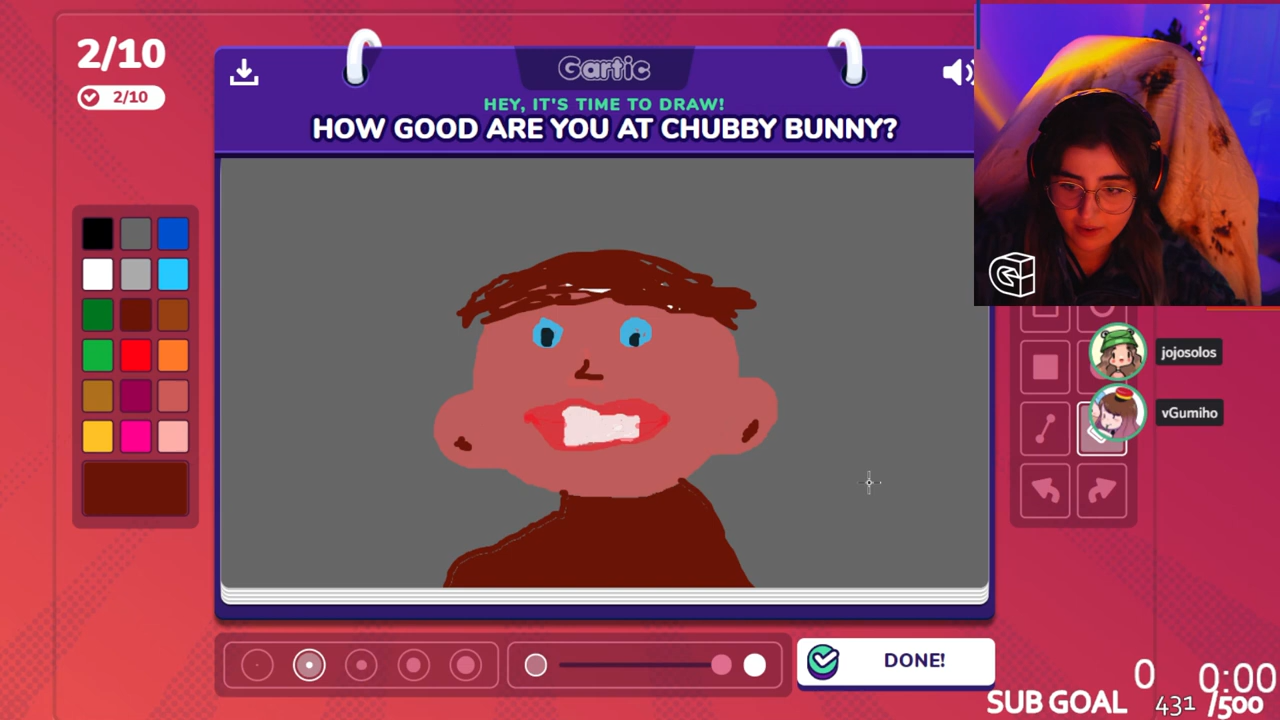 2/10
2/10
Gartic
HEY, IT'S TIME TO DRAW!
HOW GOOD ARE YOU AT CHUBBY BUNNY?
jojosolos
vGumiho
DONE!
0 0:00
SUB GOAL 431 /500